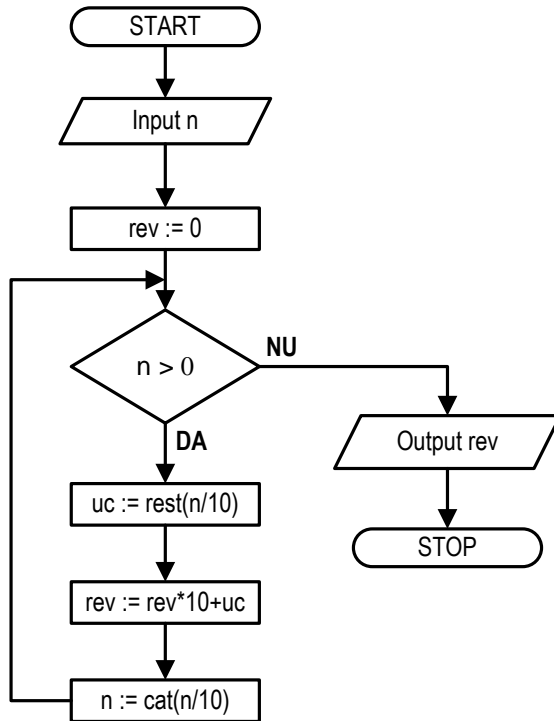 START
Input n
rev := 0
n > 0
NU
DA
Output rev
uc := rest(n/10)
STOP
rev := rev*10+uc
n := cat(n/10)